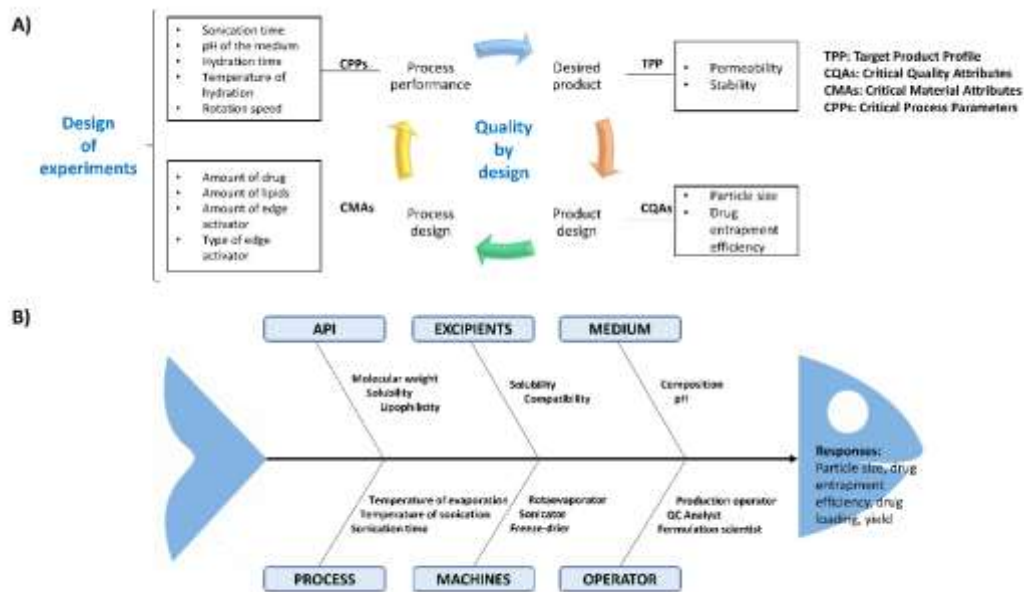 A)
Design
of
experiments
• Sonication time
• pH of the medium
• Hydration time
• Temperature of
hydration
• Rotation speed
CPPs
Process
performance
Desired
product
TPP
• Permeability
• Stability
TPP: Target Product Profile
CQAs: Critical Quality Attributes
CMAs: Critical Material Attributes
CPPs: Critical Process Parameters
Quality
by
design
• Amount of drug
• Amount of lipids
• Amount of edge
activator
• Type of edge
activator
CMAs
Process
design
Product
design
CQAs
• Particle size
• Drug
entrapment
efficiency
B)
API
EXCIPIENTS
MEDIUM
Molecular weight
Solubility
Lipophilicity
Solubility
Compatibility
Composition
pH
Responses:
Particle size, drug
entrapment
efficiency, drug
loading, yield
Temperature of evaporation
Temperature of sonication
Sonication time
Rotaevaporator
Sonicator
Freeze-drier
Production operator
QC Analyst
Formulation scientist
PROCESS
MACHINES
OPERATOR